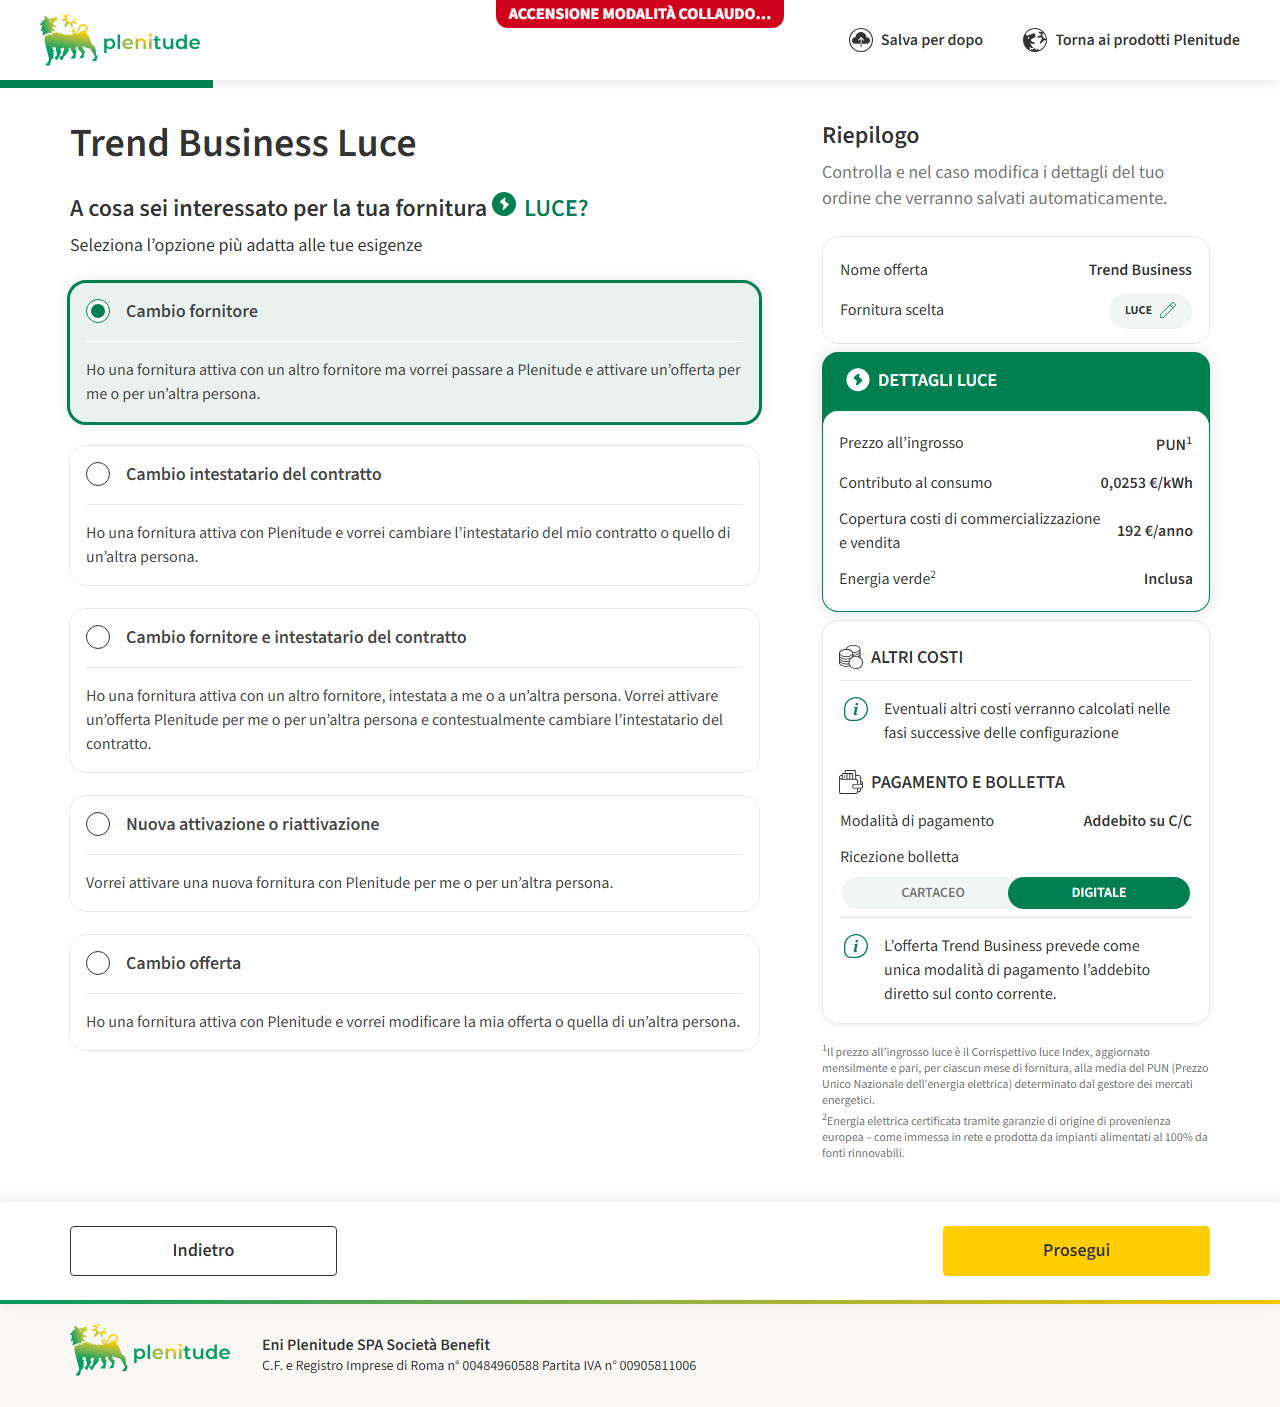 ACCENSIONE MODALITÀ COLLAUDO...
plenitude
Salva per dopo
Torna ai prodotti Plenitude
Trend Business Luce
A cosa sei interessato per la tua fornitura LUCE?
Seleziona l'opzione più adatta alle tue esigenze
Cambio fornitore
Ho una fornitura attiva con un altro fornitore ma vorrei passare a Plenitude e attivare un'offerta per
me o per un'altra persona.
Cambio intestatario del contratto
Ho una fornitura attiva con Plenitude e vorrei cambiare l'intestatario del mio contratto o quello di
un'altra persona.
Cambio fornitore e intestatario del contratto
Ho una fornitura attiva con un altro fornitore, intestata a me o a un'altra persona. Vorrei attivare
un'offerta Plenitude per me o per un'altra persona e contestualmente cambiare l'intestatario del
contratto.
Nuova attivazione o riattivazione
Vorrei attivare una nuova fornitura con Plenitude per me o per un'altra persona.
Cambio offerta
Ho una fornitura attiva con Plenitude e vorrei modificare la mia offerta o quella di un'altra persona.
Riepilogo
Controlla e nel caso modifica i dettagli del tuo
ordine che verranno salvati automaticamente.
Nome offerta Trend Business
Fornitura scelta LUCE
DETTAGLI LUCE
Prezzo all'ingrosso PUN¹
Contributo al consumo 0,0253 €/kWh
Copertura costi di commercializzazione
e vendita 192 €/anno
Energia verde² Inclusa
ALTRI COSTI
Eventuali altri costi verranno calcolati nelle
fasi successive delle configurazione
PAGAMENTO E BOLLETTA
Modalità di pagamento Addebito su C/C
Ricezione bolletta
CARTACEO DIGITALE
L'offerta Trend Business prevede come
unica modalità di pagamento l'addebito
diretto sul conto corrente.
¹Il prezzo all'ingrosso luce è il Corrispettivo luce Index, aggiornato
mensilmente e pari, per ciascun mese di fornitura, alla media del PUN (Prezzo
Unico Nazionale dell'energia elettrica) determinato dal gestore dei mercati
energetici.
²Energia elettrica certificata tramite garanzie di origine di provenienza
europea – come immessa in rete e prodotta da impianti alimentati al 100% da
fonti rinnovabili.
Indietro
Prosegui
plenitude
Eni Plenitude SPA Società Benefit
C.F. e Registro Imprese di Roma n° 00484960588 Partita IVA n° 00905811006